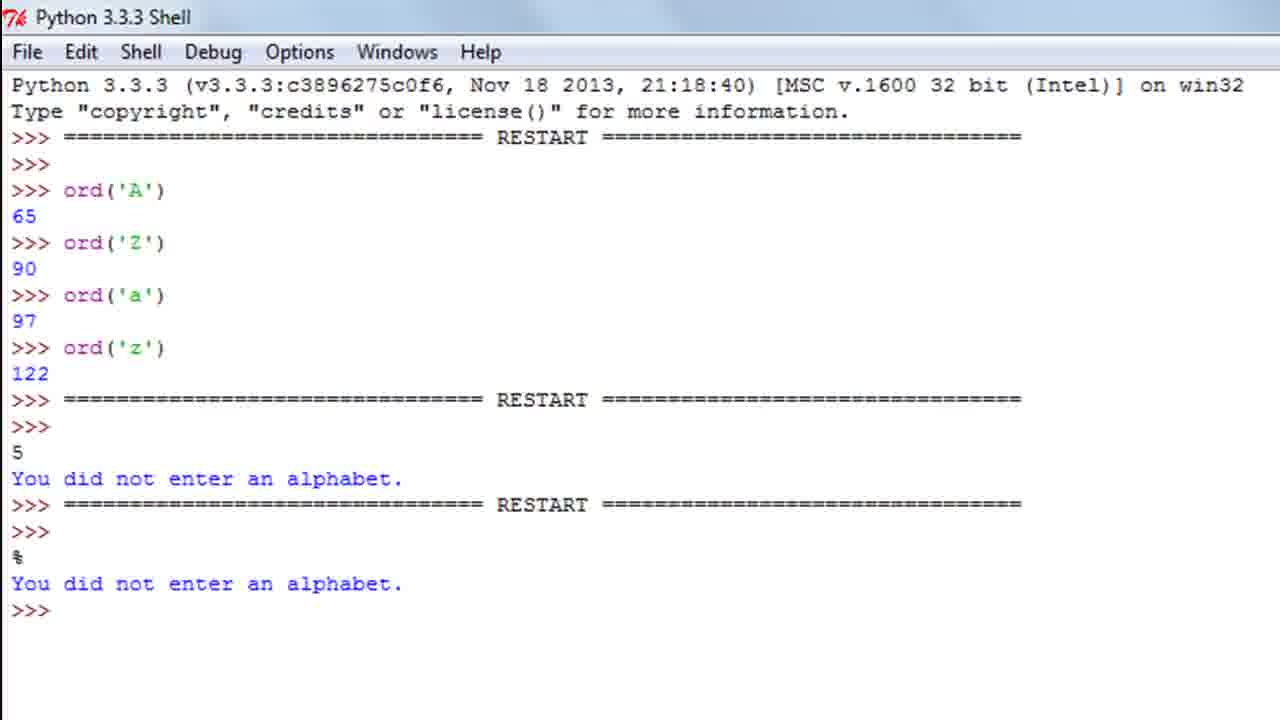 Python 3.3.3 Shell
File Edit Shell Debug Options Windows Help
Python 3.3.3 (v3.3.3:c3896275c0f6, Nov 18 2013, 21:18:40) [MSC v.1600 32 bit (Intel)] on win32
Type "copyright", "credits" or "license()" for more information.
>>> ================================ RESTART ================================
>>>
>>> ord('A')
65
>>> ord('Z')
90
>>> ord('a')
97
>>> ord('z')
122
>>> ================================ RESTART ================================
>>>
5
You did not enter an alphabet.
>>> ================================ RESTART ================================
>>>
%
You did not enter an alphabet.
>>>